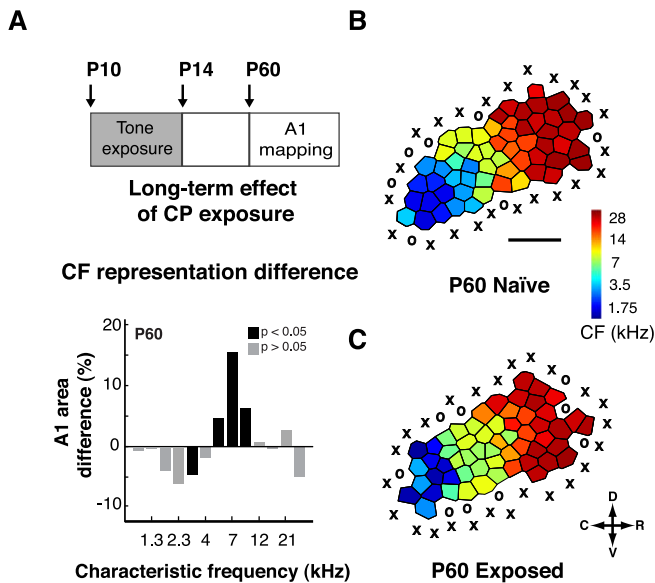 A
P10 P14 P60
Tone
exposure
A1
mapping
Long-term effect
of CP exposure
CF representation difference
P60
p < 0.05
p > 0.05
20
10
0
-10
A1 area
difference (%)
1.3 2.3 4 7 12 21
Characteristic frequency (kHz)
B
x x x x o x x x x o x x o x x x x o x x o x x x o x x o x x x o x x
P60 Naïve
28
14
7
3.5
1.75
CF (kHz)
C
P60 Exposed
D
C R
V